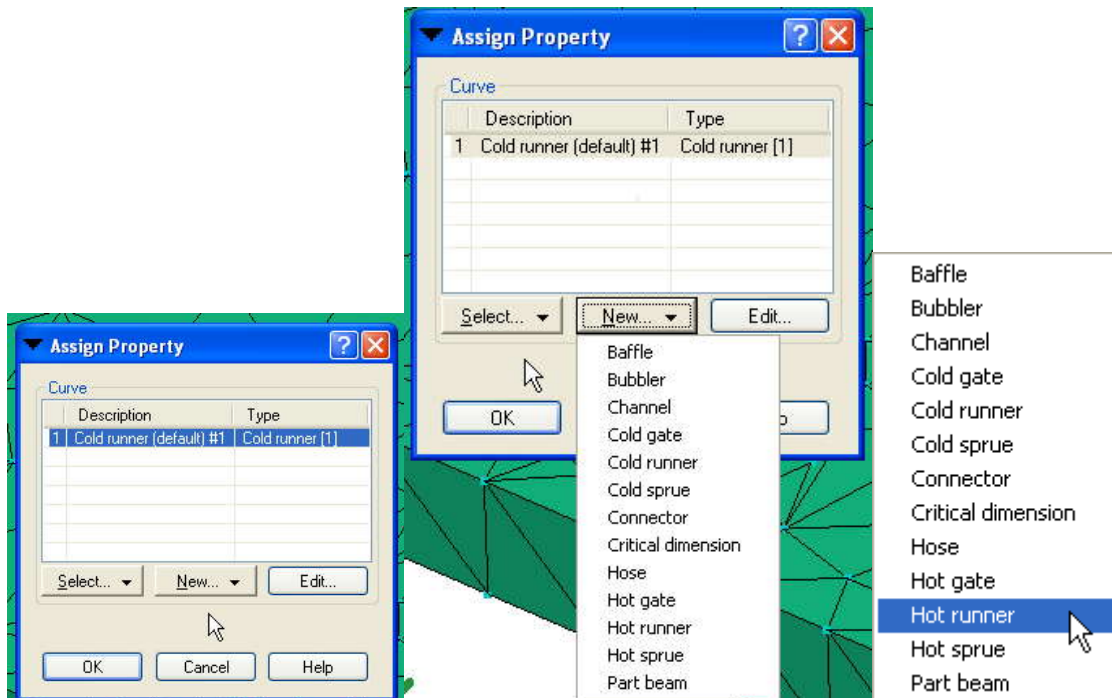 Assign Property
Curve
Description Type
1 Cold runner (default) #1 Cold runner [1]
Select... New... Edit...
OK Cancel Help
Assign Property
Curve
Description Type
1 Cold runner (default) #1 Cold runner [1]
Select... New... Edit...
OK
Baffle
Bubbler
Channel
Cold gate
Cold runner
Cold sprue
Connector
Critical dimension
Hose
Hot gate
Hot runner
Hot sprue
Part beam
Baffle
Bubbler
Channel
Cold gate
Cold runner
Cold sprue
Connector
Critical dimension
Hose
Hot gate
Hot runner
Hot sprue
Part beam